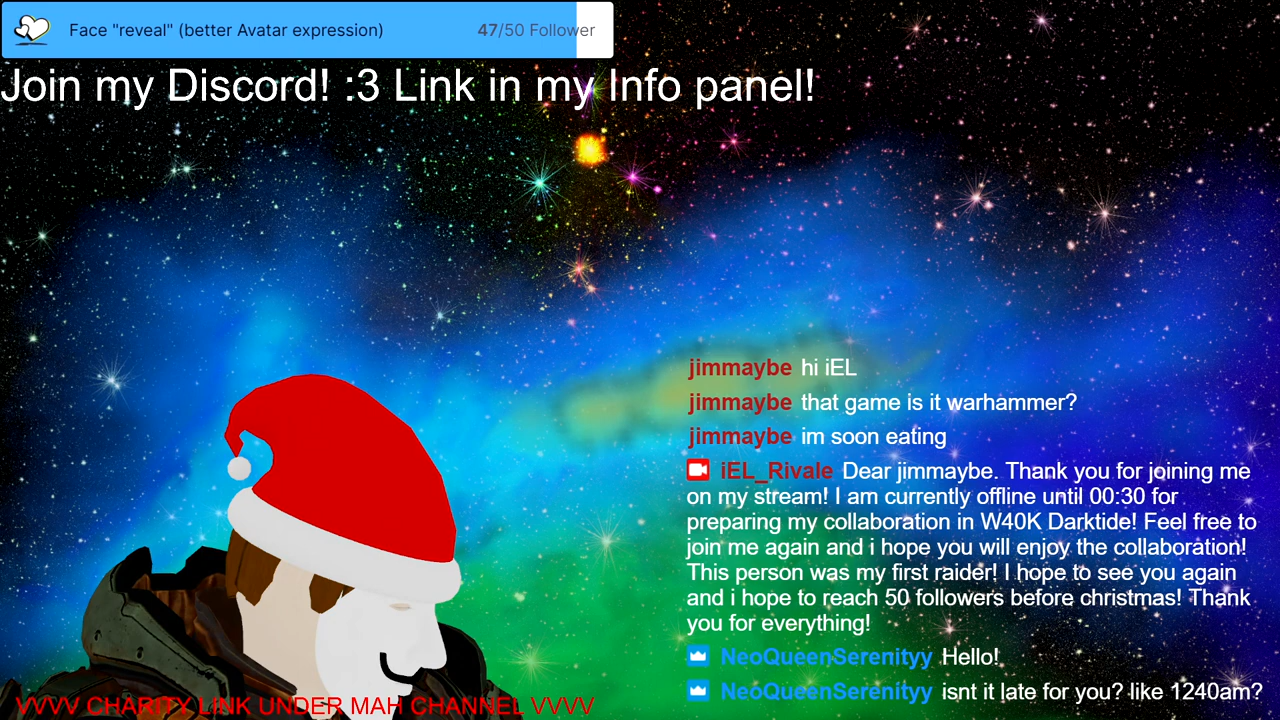 Face "reveal" (better Avatar expression) 47/50 Follower
Join my Discord! :3 Link in my Info panel!
jimmaybe hi iEL
jimmaybe that game is it warhammer?
jimmaybe im soon eating
iEL_Rivale Dear jimmaybe. Thank you for joining me
on my stream! I am currently offline until 00:30 for
preparing my collaboration in W40K Darktide! Feel free to
join me again and i hope you will enjoy the collaboration!
This person was my first raider! I hope to see you again
and i hope to reach 50 followers before christmas! Thank
you for everything!
NeoQueenSerenityy Hello!
NeoQueenSerenityy isnt it late for you? like 1240am?
VVVV CHARITY LINK UNDER MAH CHANNEL VVVV